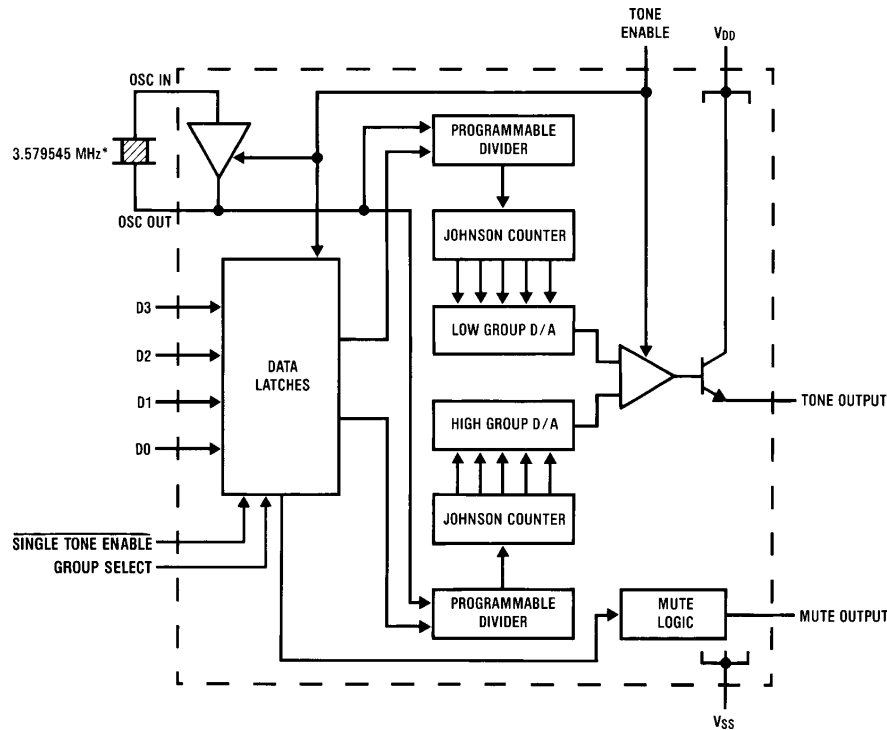 TONE
ENABLE
VDD
OSC IN
3.579545 MHz*
OSC OUT
PROGRAMMABLE
DIVIDER
JOHNSON COUNTER
LOW GROUP D/A
D3
D2
D1
D0
DATA
LATCHES
TONE OUTPUT
HIGH GROUP D/A
JOHNSON COUNTER
SINGLE TONE ENABLE
GROUP SELECT
PROGRAMMABLE
DIVIDER
MUTE
LOGIC
MUTE OUTPUT
VSS